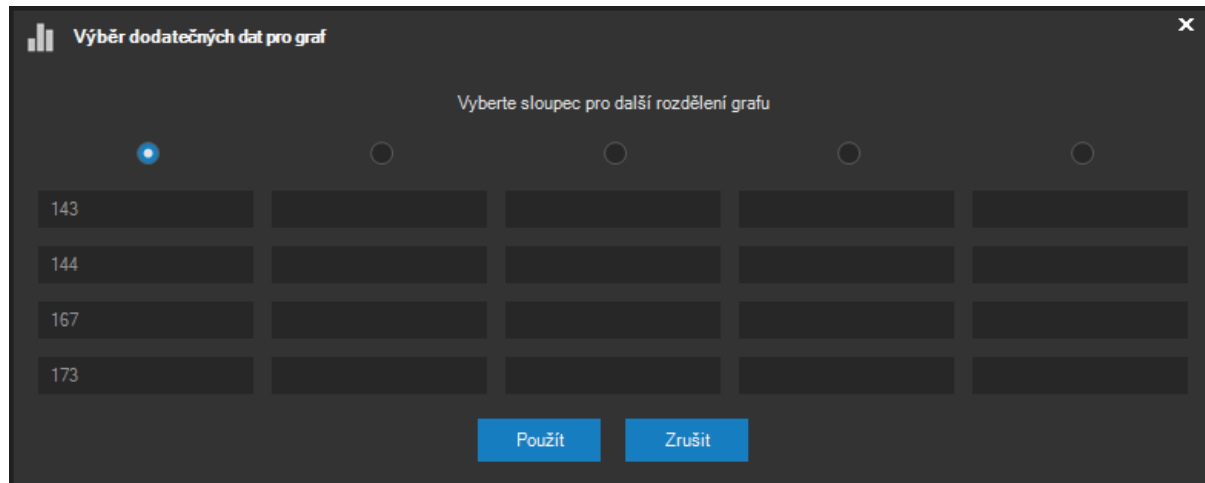 Výběr dodatečných dat pro graf
x
Vyberte sloupec pro další rozdělení grafu
143
144
167
173
Použít Zrušit